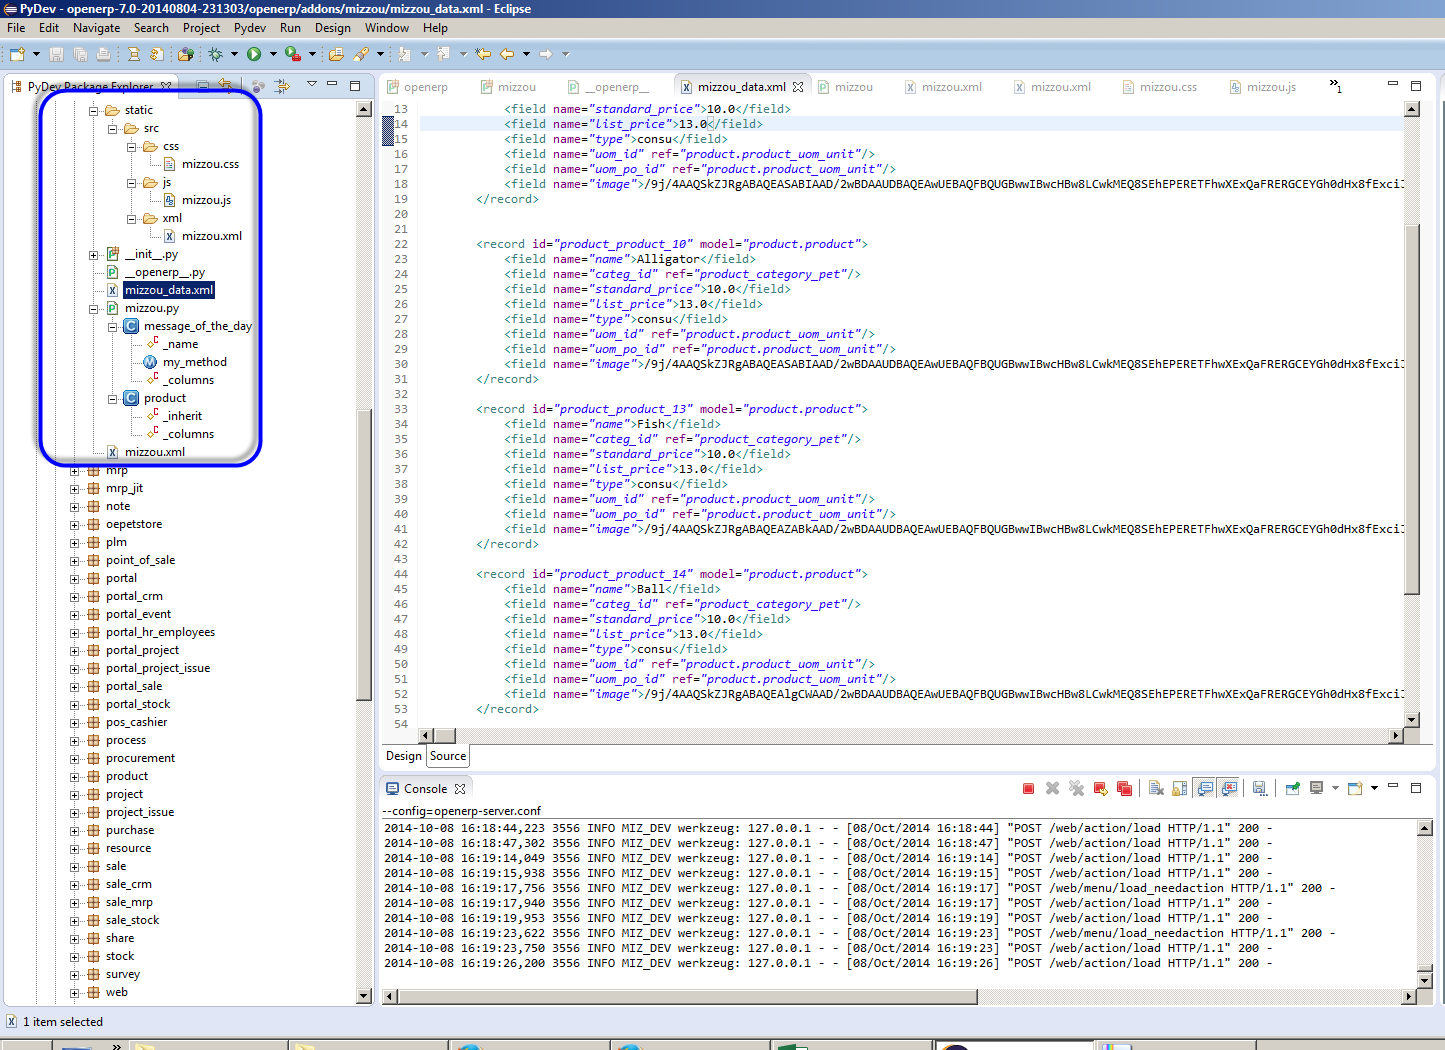 PyDev - openerp-7.0-20140804-231303/openerp/addons/mizzou/mizzou_data.xml - Eclipse
File Edit Navigate Search Project Pydev Run Design Window Help
PyDev Package Explorer
static
src
css
mizzou.css
js
mizzou.js
xml
mizzou.xml
__init__.py
__openerp__.py
mizzou_data.xml
mizzou.py
message_of_the_day
_name
my_method
_columns
product
_inherit
_columns
mizzou.xml
mrp
mrp_jit
note
oepetstore
plm
point_of_sale
portal
portal_crm
portal_event
portal_hr_employees
portal_project
portal_project_issue
portal_sale
portal_stock
pos_cashier
process
procurement
product
project
project_issue
purchase
resource
sale
sale_crm
sale_mrp
sale_stock
share
stock
survey
web
openerp mizzou __openerp__ mizzou_data.xml mizzou mizzou.xml mizzou.xml mizzou.css mizzou.js »1
13 <field name="standard_price">10.0</field>
14 <field name="list_price">13.0</field>
15 <field name="type">consu</field>
16 <field name="uom_id" ref="product.product_uom_unit"/>
17 <field name="uom_po_id" ref="product.product_uom_unit"/>
18 <field name="image">/9j/4AAQSkZJRgABAQEASABIAAD/2wBDAAUDBAQEAwUEBAQFBQUGBwwIBwcHBw8LCwkMEQ8SEhEPERETFhwXExQaFRERGCEYGh0dHx8fExciJ
19 </record>
20
21
22 <record id="product_product_10" model="product.product">
23 <field name="name">Alligator</field>
24 <field name="categ_id" ref="product_category_pet"/>
25 <field name="standard_price">10.0</field>
26 <field name="list_price">13.0</field>
27 <field name="type">consu</field>
28 <field name="uom_id" ref="product.product_uom_unit"/>
29 <field name="uom_po_id" ref="product.product_uom_unit"/>
30 <field name="image">/9j/4AAQSkZJRgABAQEASABIAAD/2wBDAAUDBAQEAwUEBAQFBQUGBwwIBwcHBw8LCwkMEQ8SEhEPERETFhwXExQaFRERGCEYGh0dHx8fExciJ
31 </record>
32
33 <record id="product_product_13" model="product.product">
34 <field name="name">Fish</field>
35 <field name="categ_id" ref="product_category_pet"/>
36 <field name="standard_price">10.0</field>
37 <field name="list_price">13.0</field>
38 <field name="type">consu</field>
39 <field name="uom_id" ref="product.product_uom_unit"/>
40 <field name="uom_po_id" ref="product.product_uom_unit"/>
41 <field name="image">/9j/4AAQSkZJRgABAQEAZABkAAD/2wBDAAUDBAQEAwUEBAQFBQUGBwwIBwcHBw8LCwkMEQ8SEhEPERETFhwXExQaFRERGCEYGh0dHx8fExciJ
42 </record>
43
44 <record id="product_product_14" model="product.product">
45 <field name="name">Ball</field>
46 <field name="categ_id" ref="product_category_pet"/>
47 <field name="standard_price">10.0</field>
48 <field name="list_price">13.0</field>
49 <field name="type">consu</field>
50 <field name="uom_id" ref="product.product_uom_unit"/>
51 <field name="uom_po_id" ref="product.product_uom_unit"/>
52 <field name="image">/9j/4AAQSkZJRgABAQEAlgCWAAD/2wBDAAUDBAQEAwUEBAQFBQUGBwwIBwcHBw8LCwkMEQ8SEhEPERETFhwXExQaFRERGCEYGh0dHx8fExciJ
53 </record>
54
Design Source
Console
--config=openerp-server.conf
2014-10-08 16:18:44,223 3556 INFO MIZ_DEV werkzeug: 127.0.0.1 - - [08/Oct/2014 16:18:44] "POST /web/action/load HTTP/1.1" 200 -
2014-10-08 16:18:47,302 3556 INFO MIZ_DEV werkzeug: 127.0.0.1 - - [08/Oct/2014 16:18:47] "POST /web/action/load HTTP/1.1" 200 -
2014-10-08 16:19:14,049 3556 INFO MIZ_DEV werkzeug: 127.0.0.1 - - [08/Oct/2014 16:19:14] "POST /web/action/load HTTP/1.1" 200 -
2014-10-08 16:19:15,938 3556 INFO MIZ_DEV werkzeug: 127.0.0.1 - - [08/Oct/2014 16:19:15] "POST /web/action/load HTTP/1.1" 200 -
2014-10-08 16:19:17,756 3556 INFO MIZ_DEV werkzeug: 127.0.0.1 - - [08/Oct/2014 16:19:17] "POST /web/menu/load_needaction HTTP/1.1" 200 -
2014-10-08 16:19:17,940 3556 INFO MIZ_DEV werkzeug: 127.0.0.1 - - [08/Oct/2014 16:19:17] "POST /web/action/load HTTP/1.1" 200 -
2014-10-08 16:19:19,953 3556 INFO MIZ_DEV werkzeug: 127.0.0.1 - - [08/Oct/2014 16:19:19] "POST /web/action/load HTTP/1.1" 200 -
2014-10-08 16:19:23,622 3556 INFO MIZ_DEV werkzeug: 127.0.0.1 - - [08/Oct/2014 16:19:23] "POST /web/menu/load_needaction HTTP/1.1" 200 -
2014-10-08 16:19:23,750 3556 INFO MIZ_DEV werkzeug: 127.0.0.1 - - [08/Oct/2014 16:19:23] "POST /web/action/load HTTP/1.1" 200 -
2014-10-08 16:19:26,200 3556 INFO MIZ_DEV werkzeug: 127.0.0.1 - - [08/Oct/2014 16:19:26] "POST /web/action/load HTTP/1.1" 200 -
1 item selected